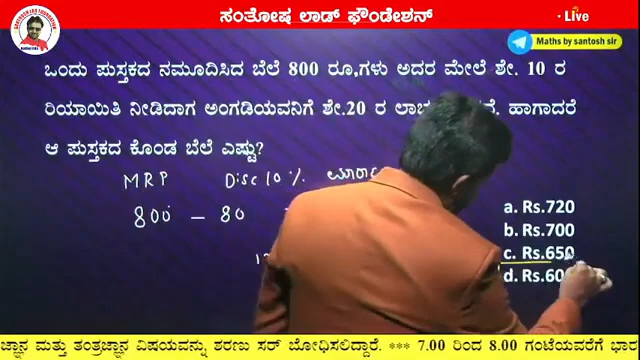 ಸಂತೋಷ ಲಾಡ್ ಫೌಂಡೇಶನ್
Live
Maths by santosh sir
ಒಂದು ಪುಸ್ತಕದ ನಮೂದಿಸಿದ ಬೆಲೆ 800 ರೂ,ಗಳು ಅದರ ಮೇಲೆ ಶೇ. 10 ರ
ರಿಯಾಯಿತಿ ನೀಡಿದಾಗ ಅಂಗಡಿಯವನಿಗೆ ಶೇ.20 ರ ಹಾಗಾದರೆ
ಆ ಪುಸ್ತಕದ ಕೊಂಡ ಬೆಲೆ ಎಷ್ಟು?
MRP Disc 10%
800 - 80
a. Rs.720
b. Rs.700
c. Rs.650
d.
ಜ್ಞಾನ ಮತ್ತು ತಂತ್ರಜ್ಞಾನ ವಿಷಯವನ್ನು ಶರಣು ಸರ್ ಬೋಧಿಸಲಿದ್ದಾರೆ. *** 7.00 ರಿಂದ 8.00 ಗಂಟೆಯವರೆಗೆ